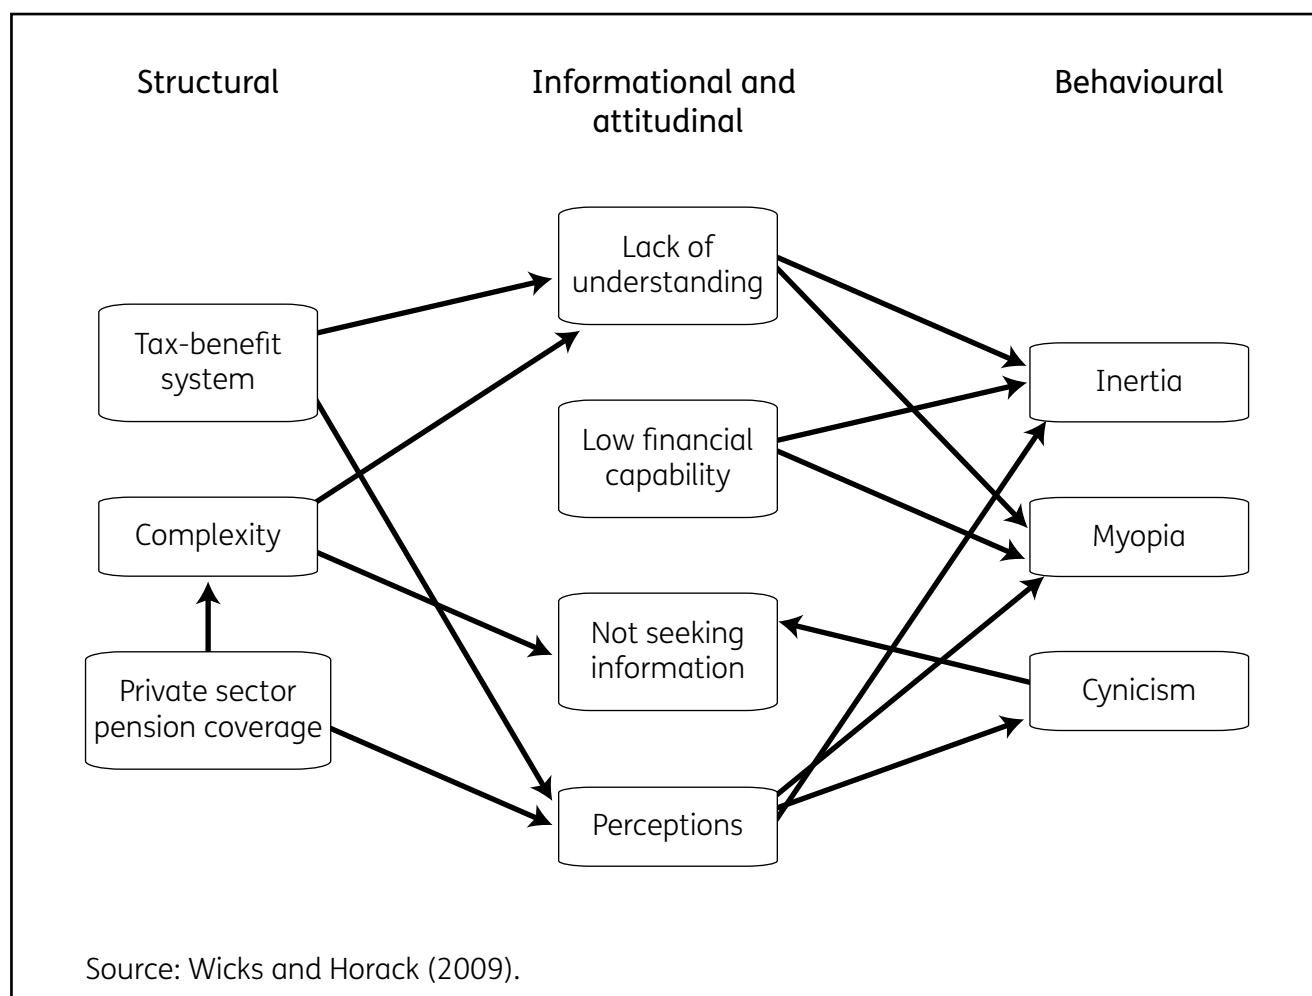 Structural
Informational and
attitudinal
Behavioural
Lack of
understanding
Tax-benefit
system
Inertia
Low financial
capability
Complexity
Myopia
Not seeking
information
Private sector
pension coverage
Cynicism
Perceptions
Source: Wicks and Horack (2009).